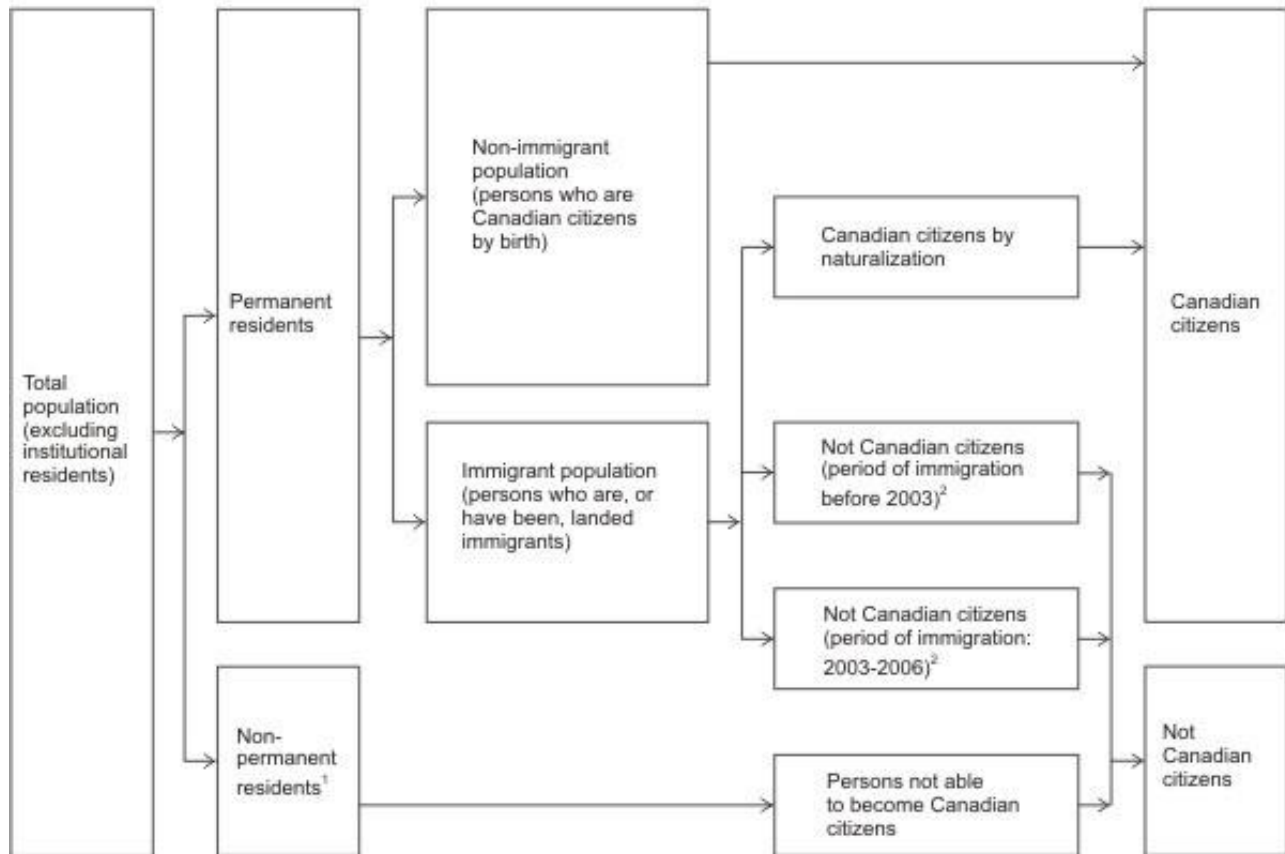 Total
population
(excluding
institutional
residents)
Permanent
residents
Non-
permanent
residents¹
Non-immigrant
population
(persons who are
Canadian citizens
by birth)
Immigrant population
(persons who are, or
have been, landed
immigrants)
Canadian citizens by
naturalization
Not Canadian citizens
(period of immigration
before 2003)²
Not Canadian citizens
(period of immigration:
2003-2006)²
Persons not able
to become Canadian
citizens
Canadian
citizens
Not
Canadian
citizens